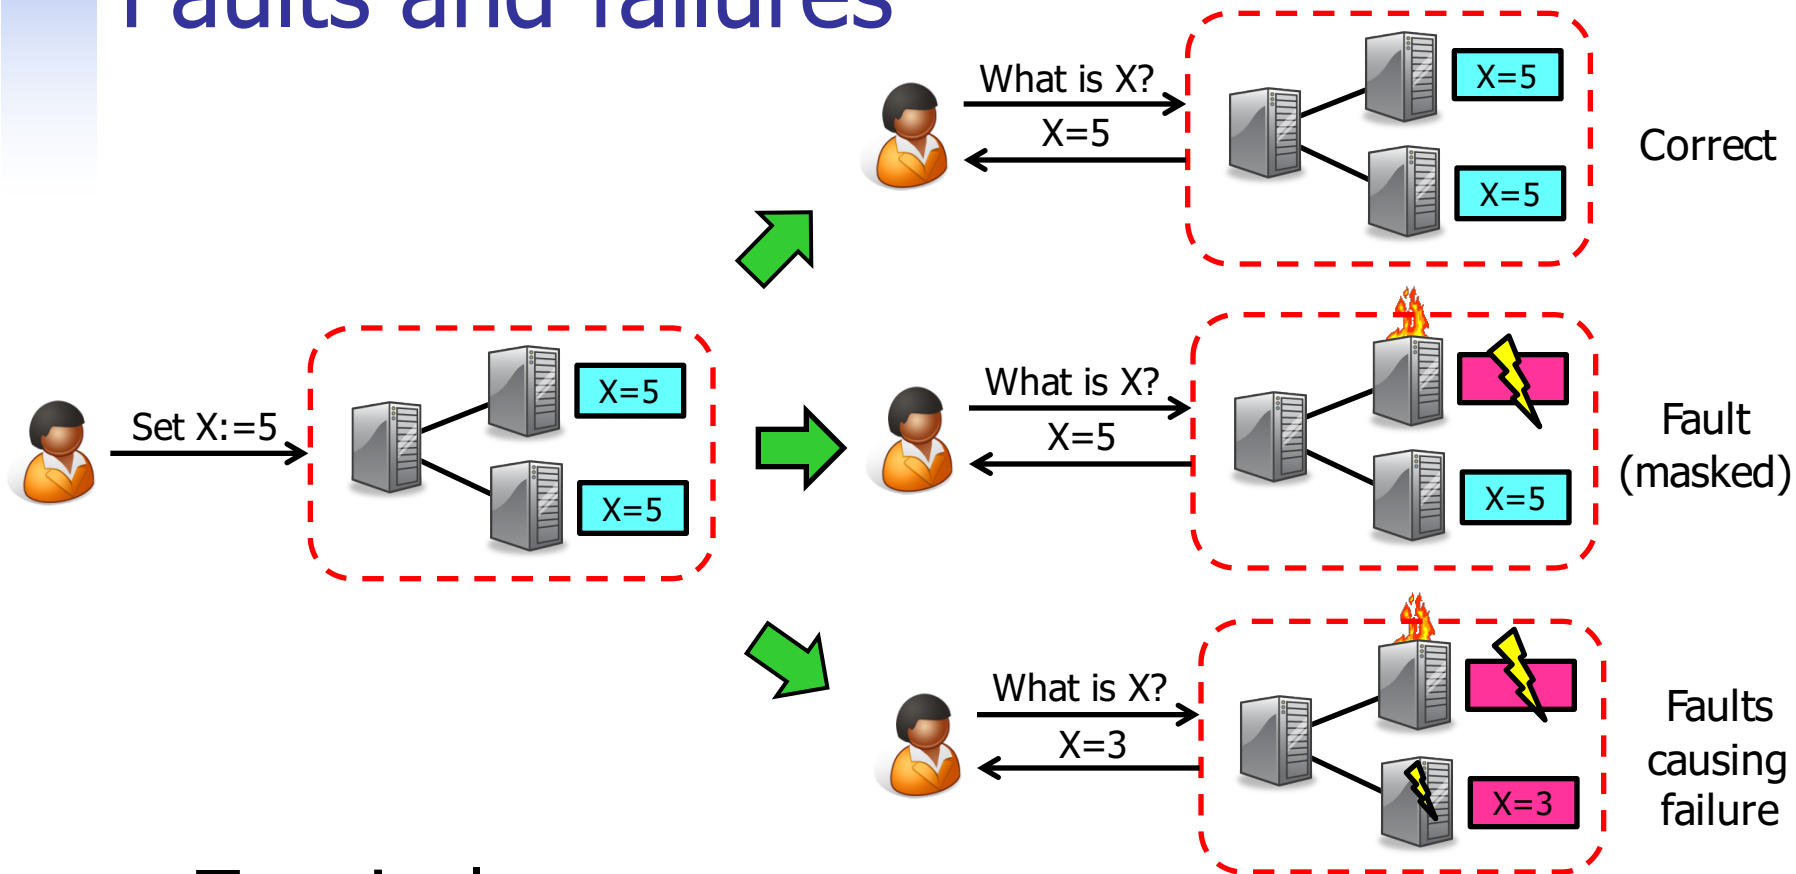 Faults and failures
Set X:=5
X=5
X=5
What is X?
X=5
X=5
X=5
Correct
What is X?
X=5
X=5
Fault
(masked)
What is X?
X=3
X=3
Faults
causing
failure